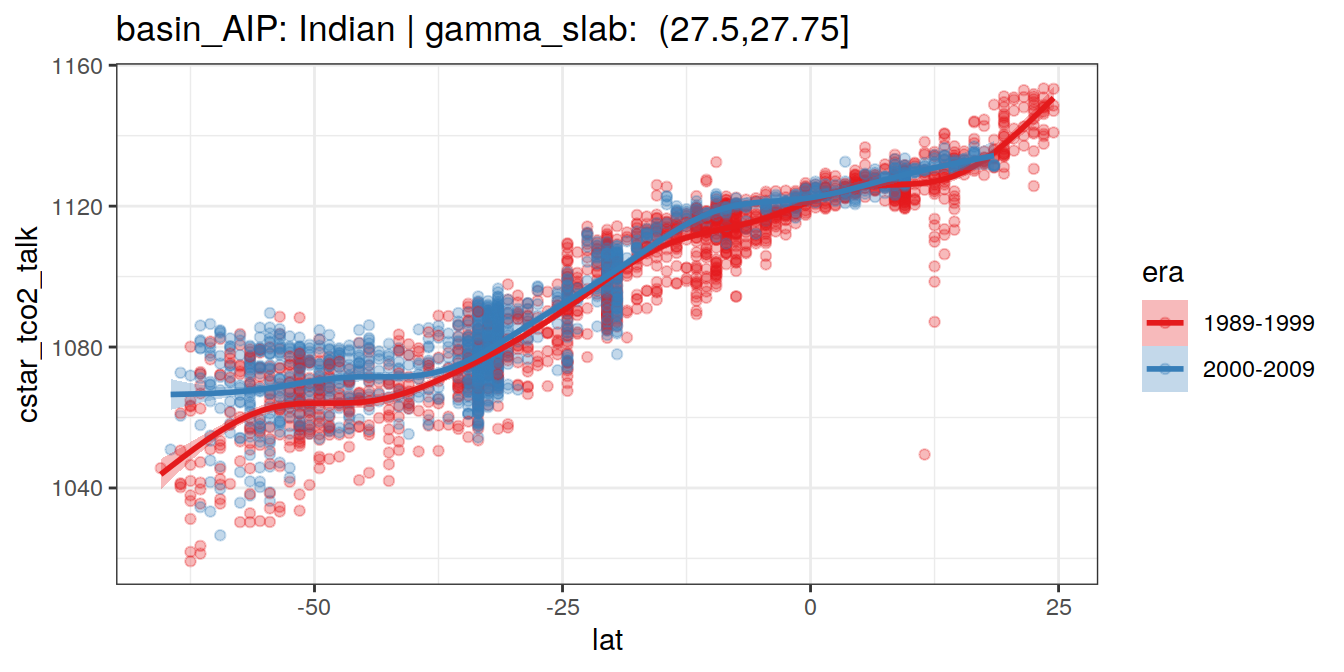 basin_AIP: Indian | gamma_slab:  (27.5,27.75]
1160
1120
1080
1040
cstar_tco2_talk
-50
-25
0
25
lat
era
1989-1999
2000-2009